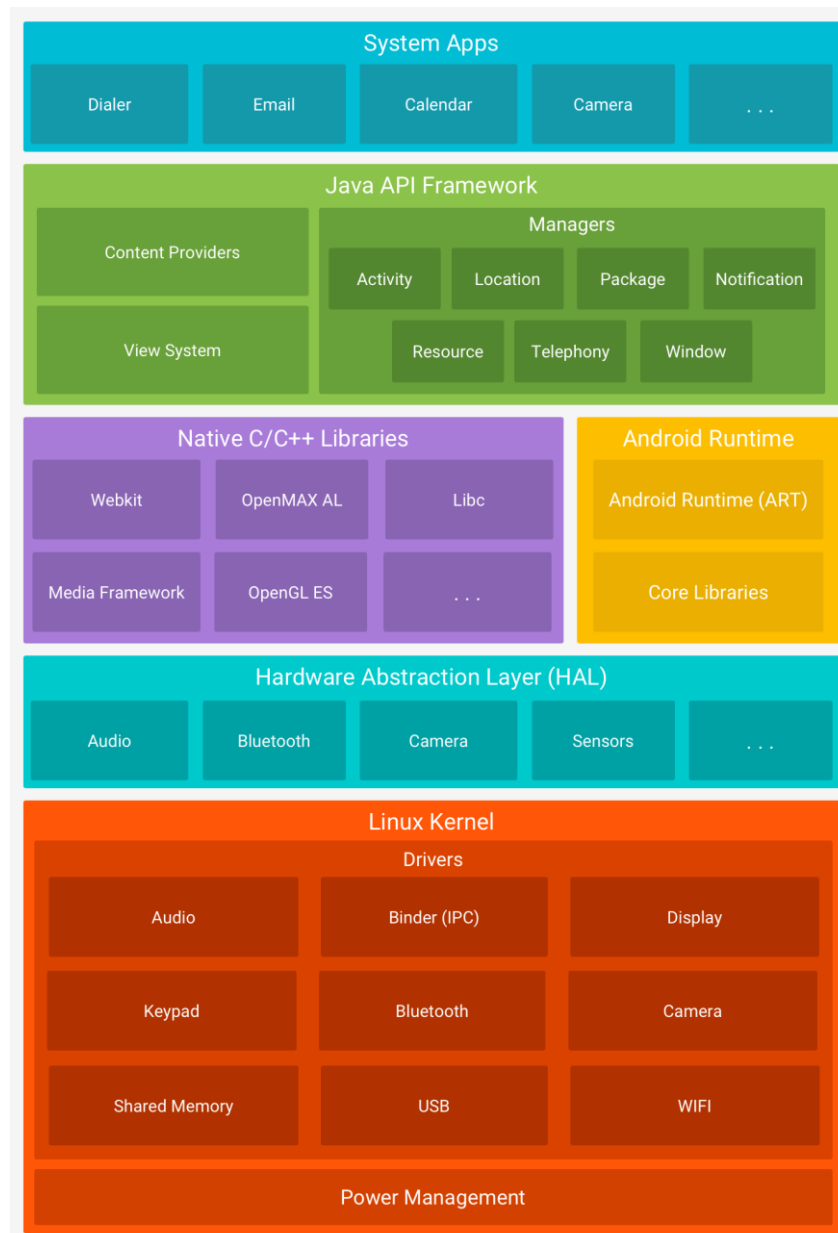 System Apps
Dialer
Email
Calendar
Camera
. . .
Java API Framework
Content Providers
View System
Managers
Activity
Location
Package
Notification
Resource
Telephony
Window
Native C/C++ Libraries
Webkit
OpenMAX AL
Libc
Media Framework
OpenGL ES
. . .
Android Runtime
Android Runtime (ART)
Core Libraries
Hardware Abstraction Layer (HAL)
Audio
Bluetooth
Camera
Sensors
. . .
Linux Kernel
Drivers
Audio
Binder (IPC)
Display
Keypad
Bluetooth
Camera
Shared Memory
USB
WIFI
Power Management